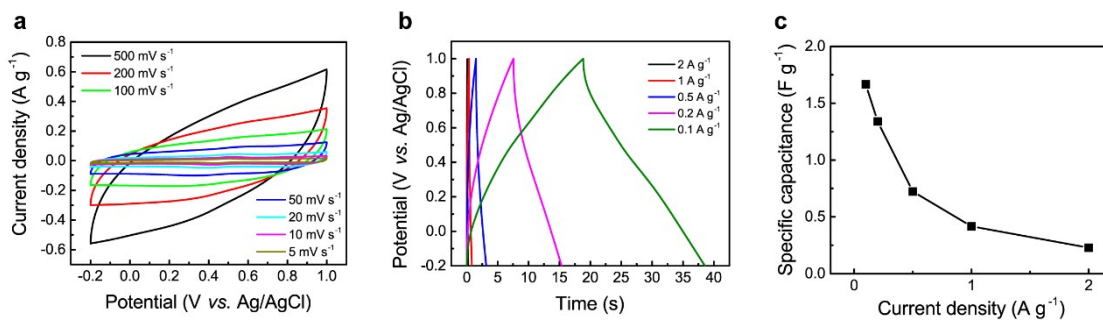 a
500 mV s⁻¹
200 mV s⁻¹
100 mV s⁻¹
50 mV s⁻¹
20 mV s⁻¹
10 mV s⁻¹
5 mV s⁻¹
Current density (A g⁻¹)
0.8
0.6
0.4
0.2
0.0
-0.2
-0.4
-0.6
-0.2 0.0 0.2 0.4 0.6 0.8 1.0
Potential (V vs. Ag/AgCl)
b
2 A g⁻¹
1 A g⁻¹
0.5 A g⁻¹
0.2 A g⁻¹
0.1 A g⁻¹
Potential (V vs. Ag/AgCl)
1.2
1.0
0.8
0.6
0.4
0.2
0.0
-0.2
0 5 10 15 20 25 30 35 40
Time (s)
c
Specific capacitance (F g⁻¹)
2.0
1.5
1.0
0.5
0.0
0 1 2
Current density (A g⁻¹)